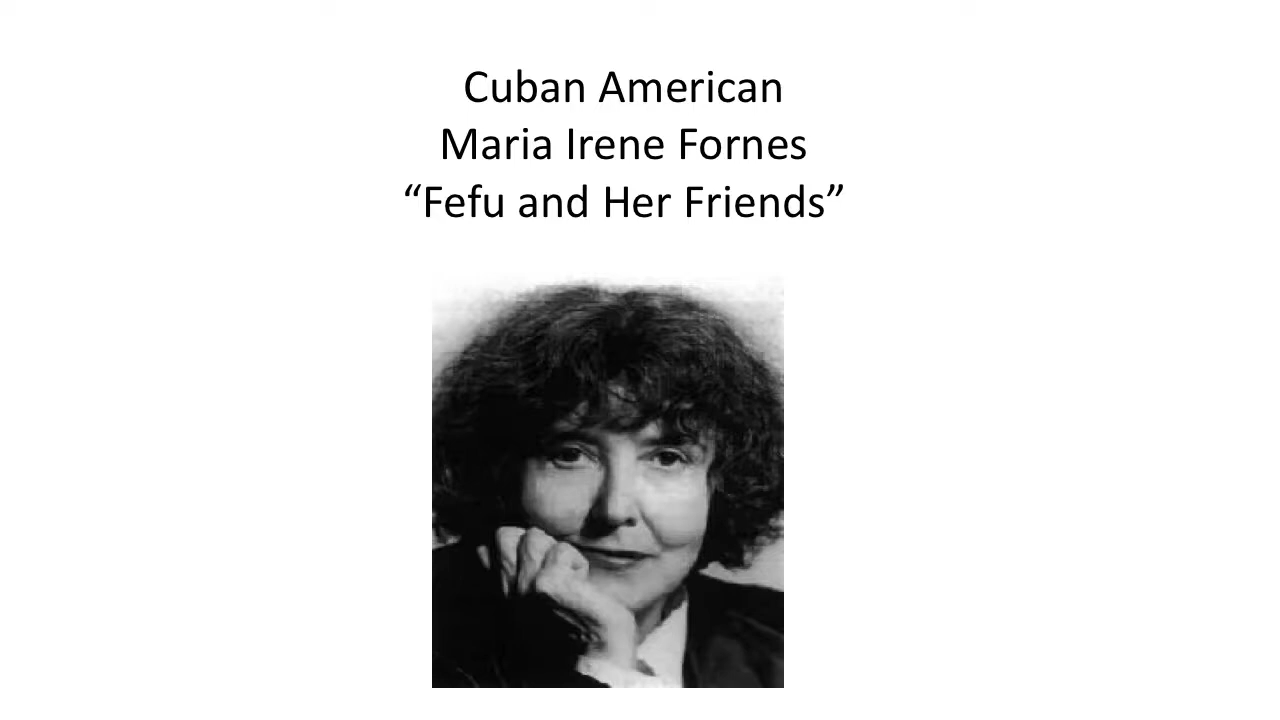 Cuban American
Maria Irene Fornes
“Fefu and Her Friends”